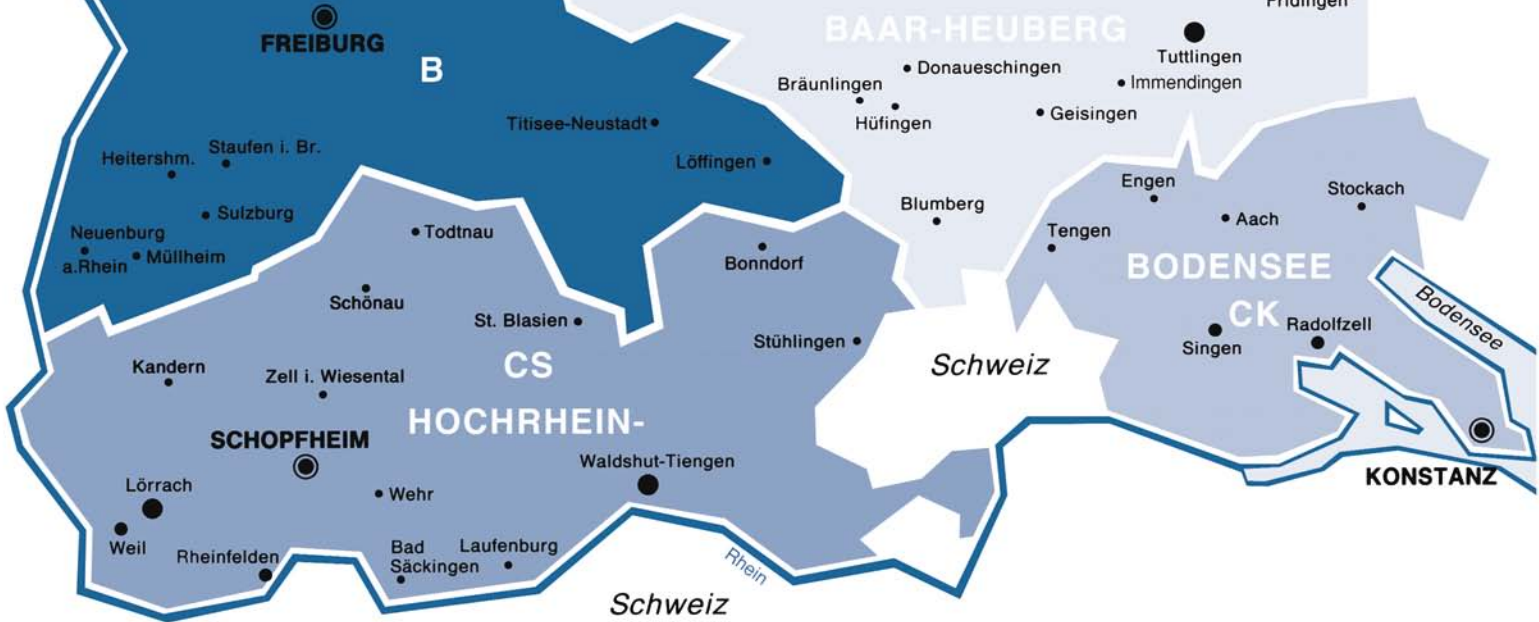 Fridingen
FREIBURG
BAAR-HEUBERG
B
Tuttlingen
Donaueschingen
Bräunlingen
Immendingen
Hüfingen
Geisingen
Titisee-Neustadt
Staufen i. Br.
Heitershm.
Löffingen
Engen
Stockach
Blumberg
Sulzburg
Aach
Neuenburg
a.Rhein
Müllheim
Todtnau
Tengen
Bonndorf
BODENSEE
CK
Bodensee
Schönau
St. Blasien
Stühlingen
Singen
Radolfzell
Schweiz
Kandern
Zell i. Wiesental
CS
HOCHRHEIN-
SCHOPFHEIM
Waldshut-Tiengen
KONSTANZ
Lörrach
Wehr
Weil
Rheinfelden
Bad
Säckingen
Laufenburg
Rhein
Schweiz